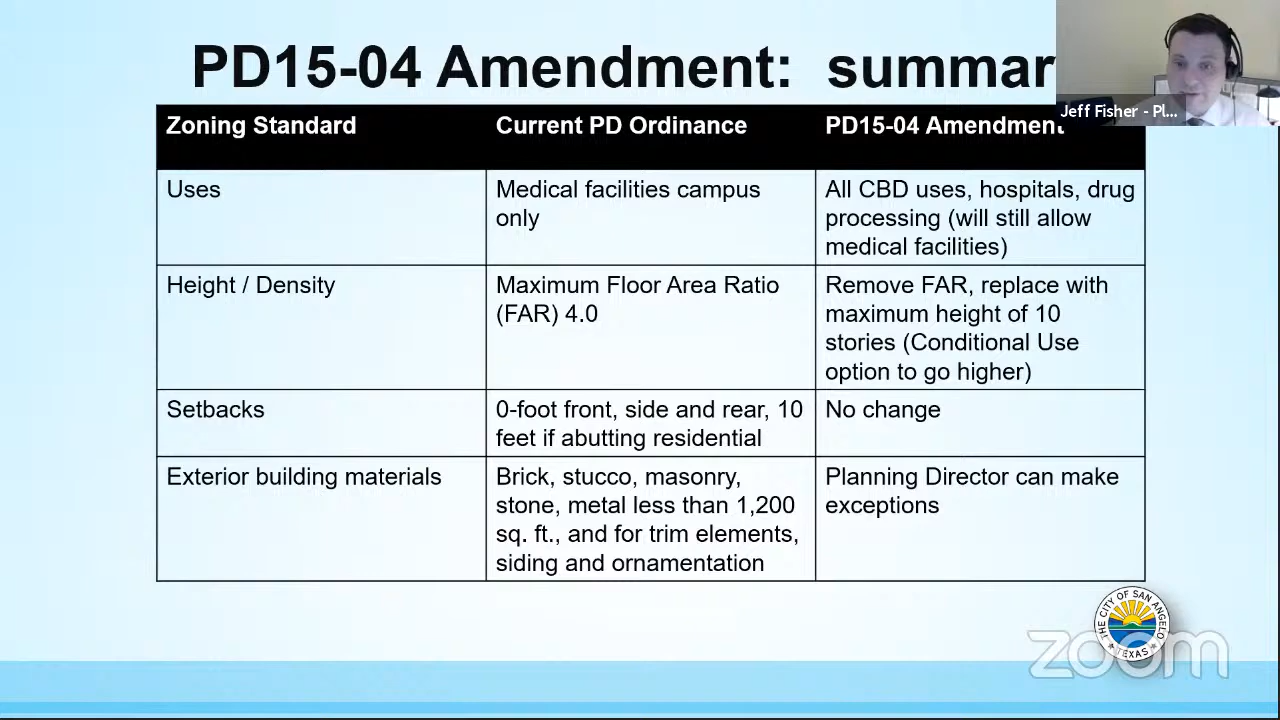 PD15-04 Amendment: summar
Jeff Fisher - Pl...
Zoning Standard
Current PD Ordinance
PD15-04 Amendment
Uses
Medical facilities campus
only
All CBD uses, hospitals, drug
processing (will still allow
medical facilities)
Height / Density
Maximum Floor Area Ratio
(FAR) 4.0
Remove FAR, replace with
maximum height of 10
stories (Conditional Use
option to go higher)
Setbacks
0-foot front, side and rear, 10
feet if abutting residential
No change
Exterior building materials
Brick, stucco, masonry,
stone, metal less than 1,200
sq. ft., and for trim elements,
siding and ornamentation
Planning Director can make
exceptions
THE CITY OF SAN ANGELO
TEXAS
zoom